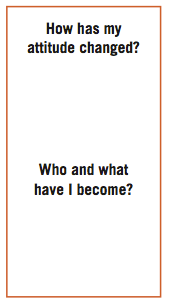 How has my
attitude changed?
Who and what
have I become?